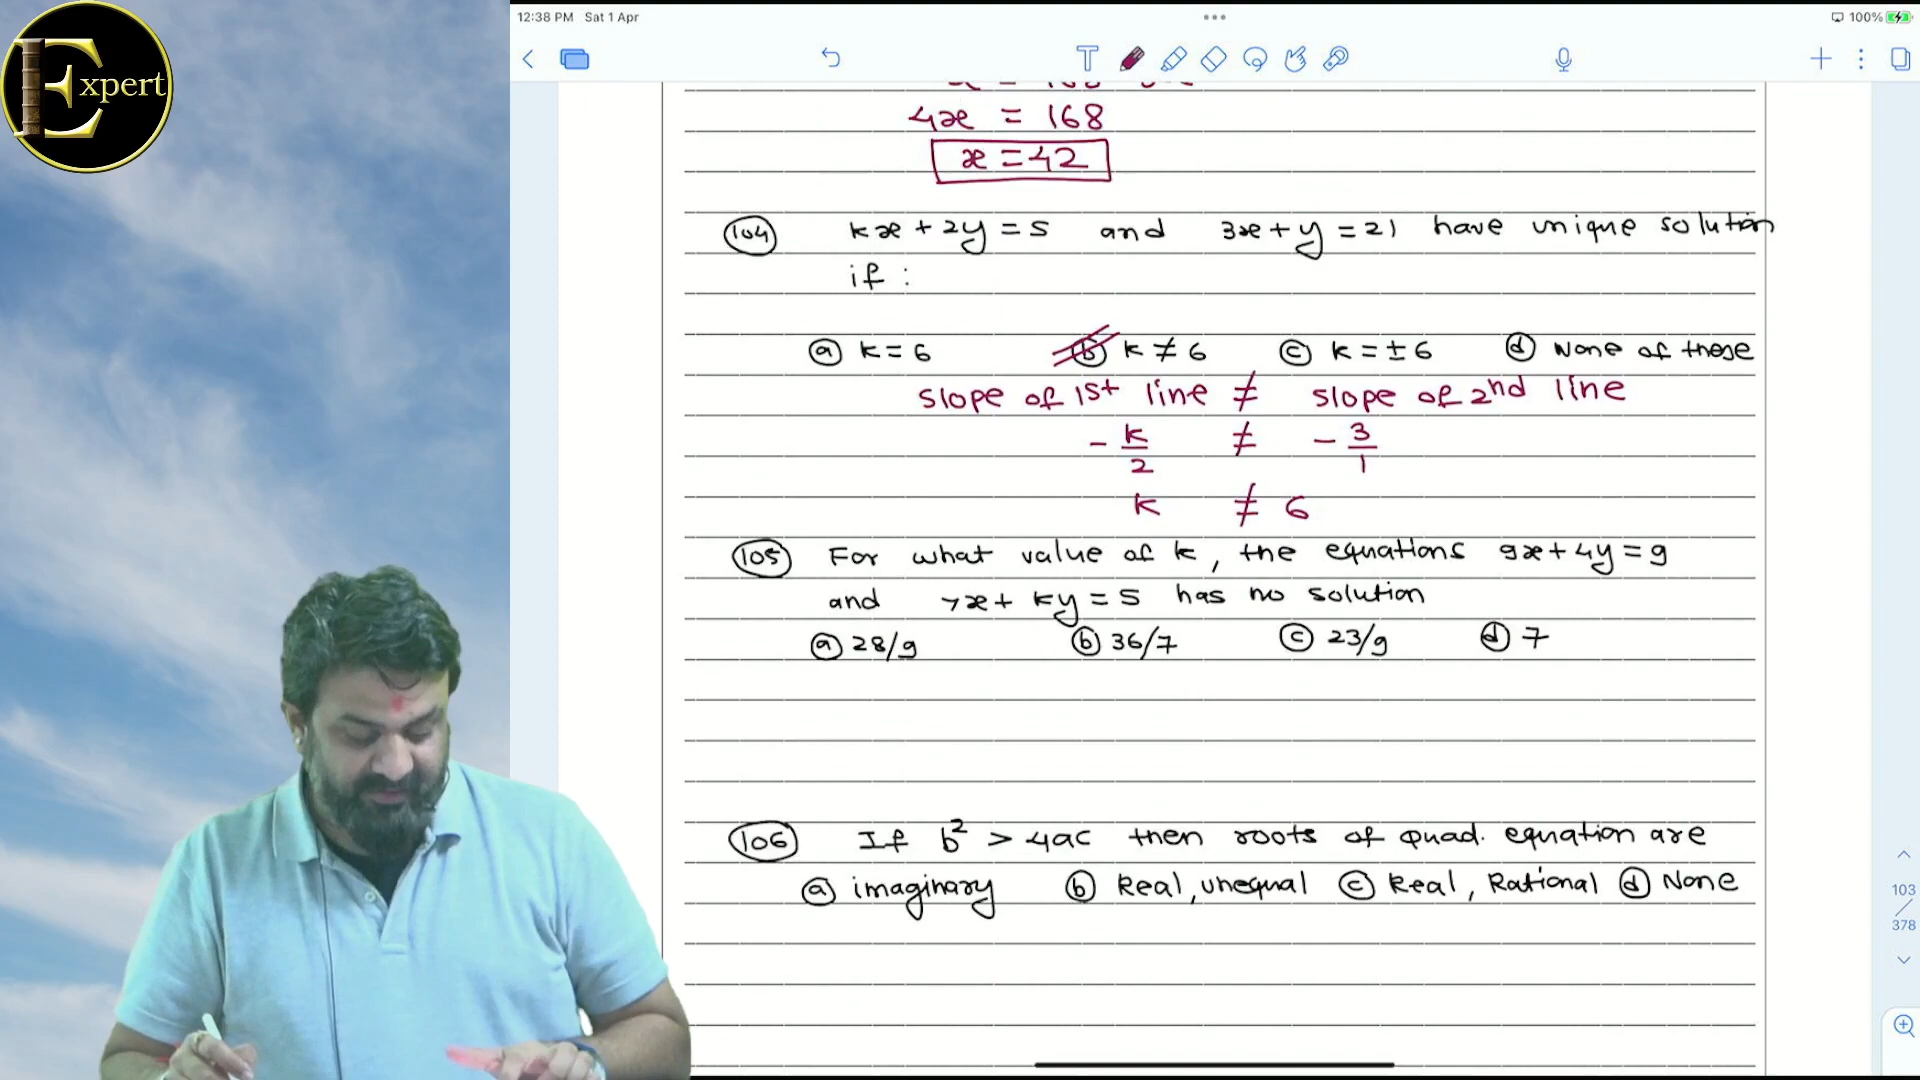 Expert
12:38 PM Sat 1 Apr
100%
4x = 168
x = 42
104 kx + 2y = 5 and 3x + y = 21 have unique solution
if :
a k = 6 b k ≠ 6 c k = ± 6 d None of these
slope of 1st line ≠ slope of 2nd line
- k/2 ≠ - 3/1
k ≠ 6
105 For what value of k, the equations 9x + 4y = 9
and 7x + ky = 5 has no solution
a 28/9 b 36/7 c 23/9 d 7
106 If b² > 4ac then roots of quad. equation are
a imaginary b Real, unequal c Real, Rational d None
103
378